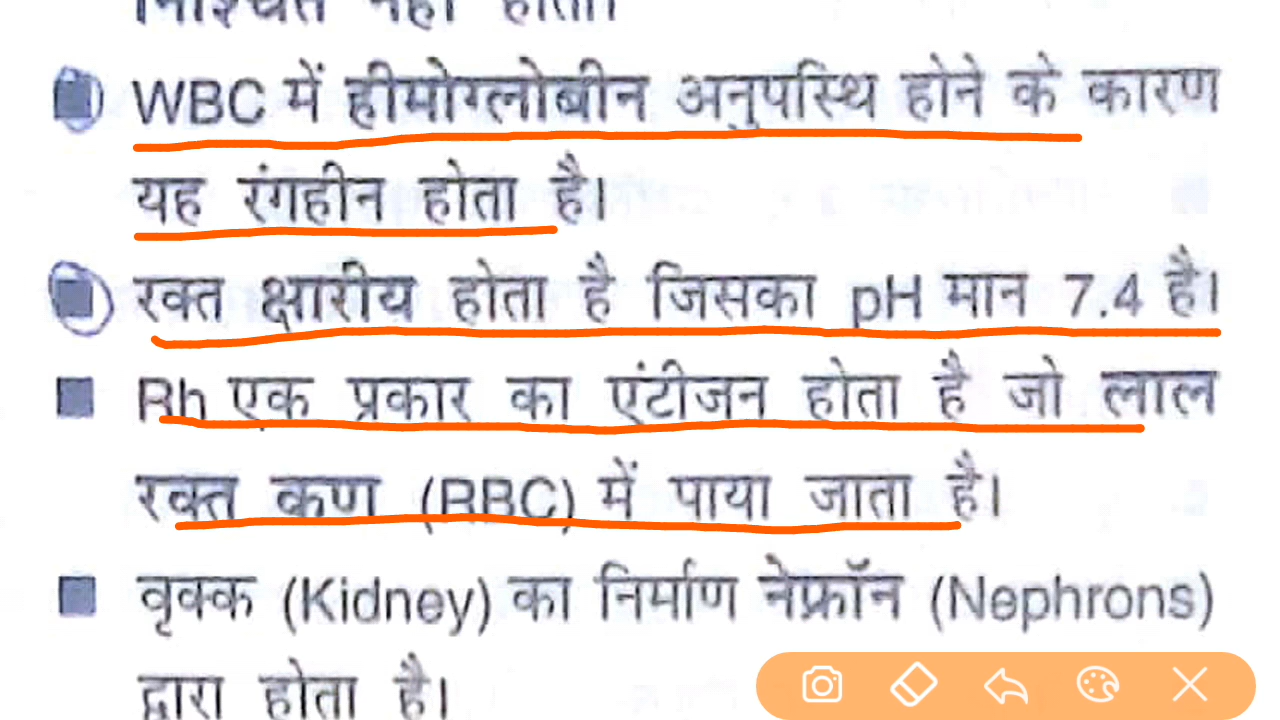 निश्चित नहीं होता।
WBC में हीमोग्लोबीन अनुपस्थि होने के कारण
यह रंगहीन होता है।
रक्त क्षारीय होता है जिसका pH मान 7.4 है।
Rh एक प्रकार का एंटीजन होता है जो लाल
रक्त कण (RBC) में पाया जाता है।
वृक्क (Kidney) का निर्माण नेफ्रॉन (Nephrons)
द्वारा होता है।